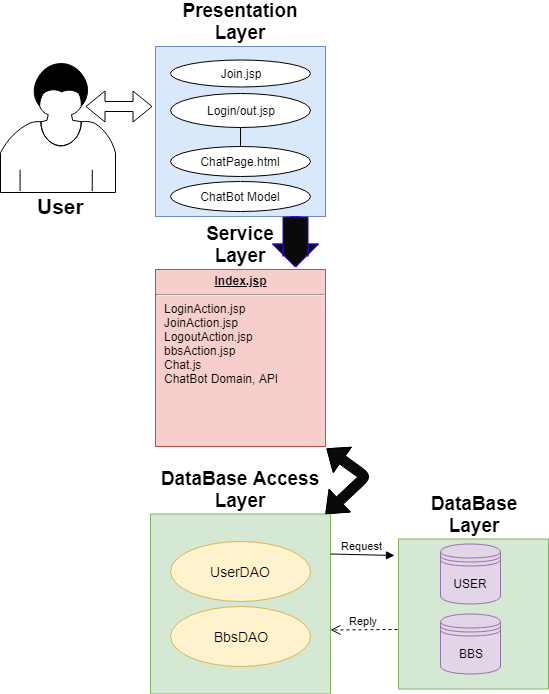 Presentation
Layer
Join.jsp
Login/out.jsp
ChatPage.html
ChatBot Model
User
Service
Layer
Index.jsp
LoginAction.jsp
JoinAction.jsp
LogoutAction.jsp
bbsAction.jsp
Chat.js
ChatBot Domain, API
DataBase Access
Layer
UserDAO
BbsDAO
Request
Reply
DataBase
Layer
USER
BBS